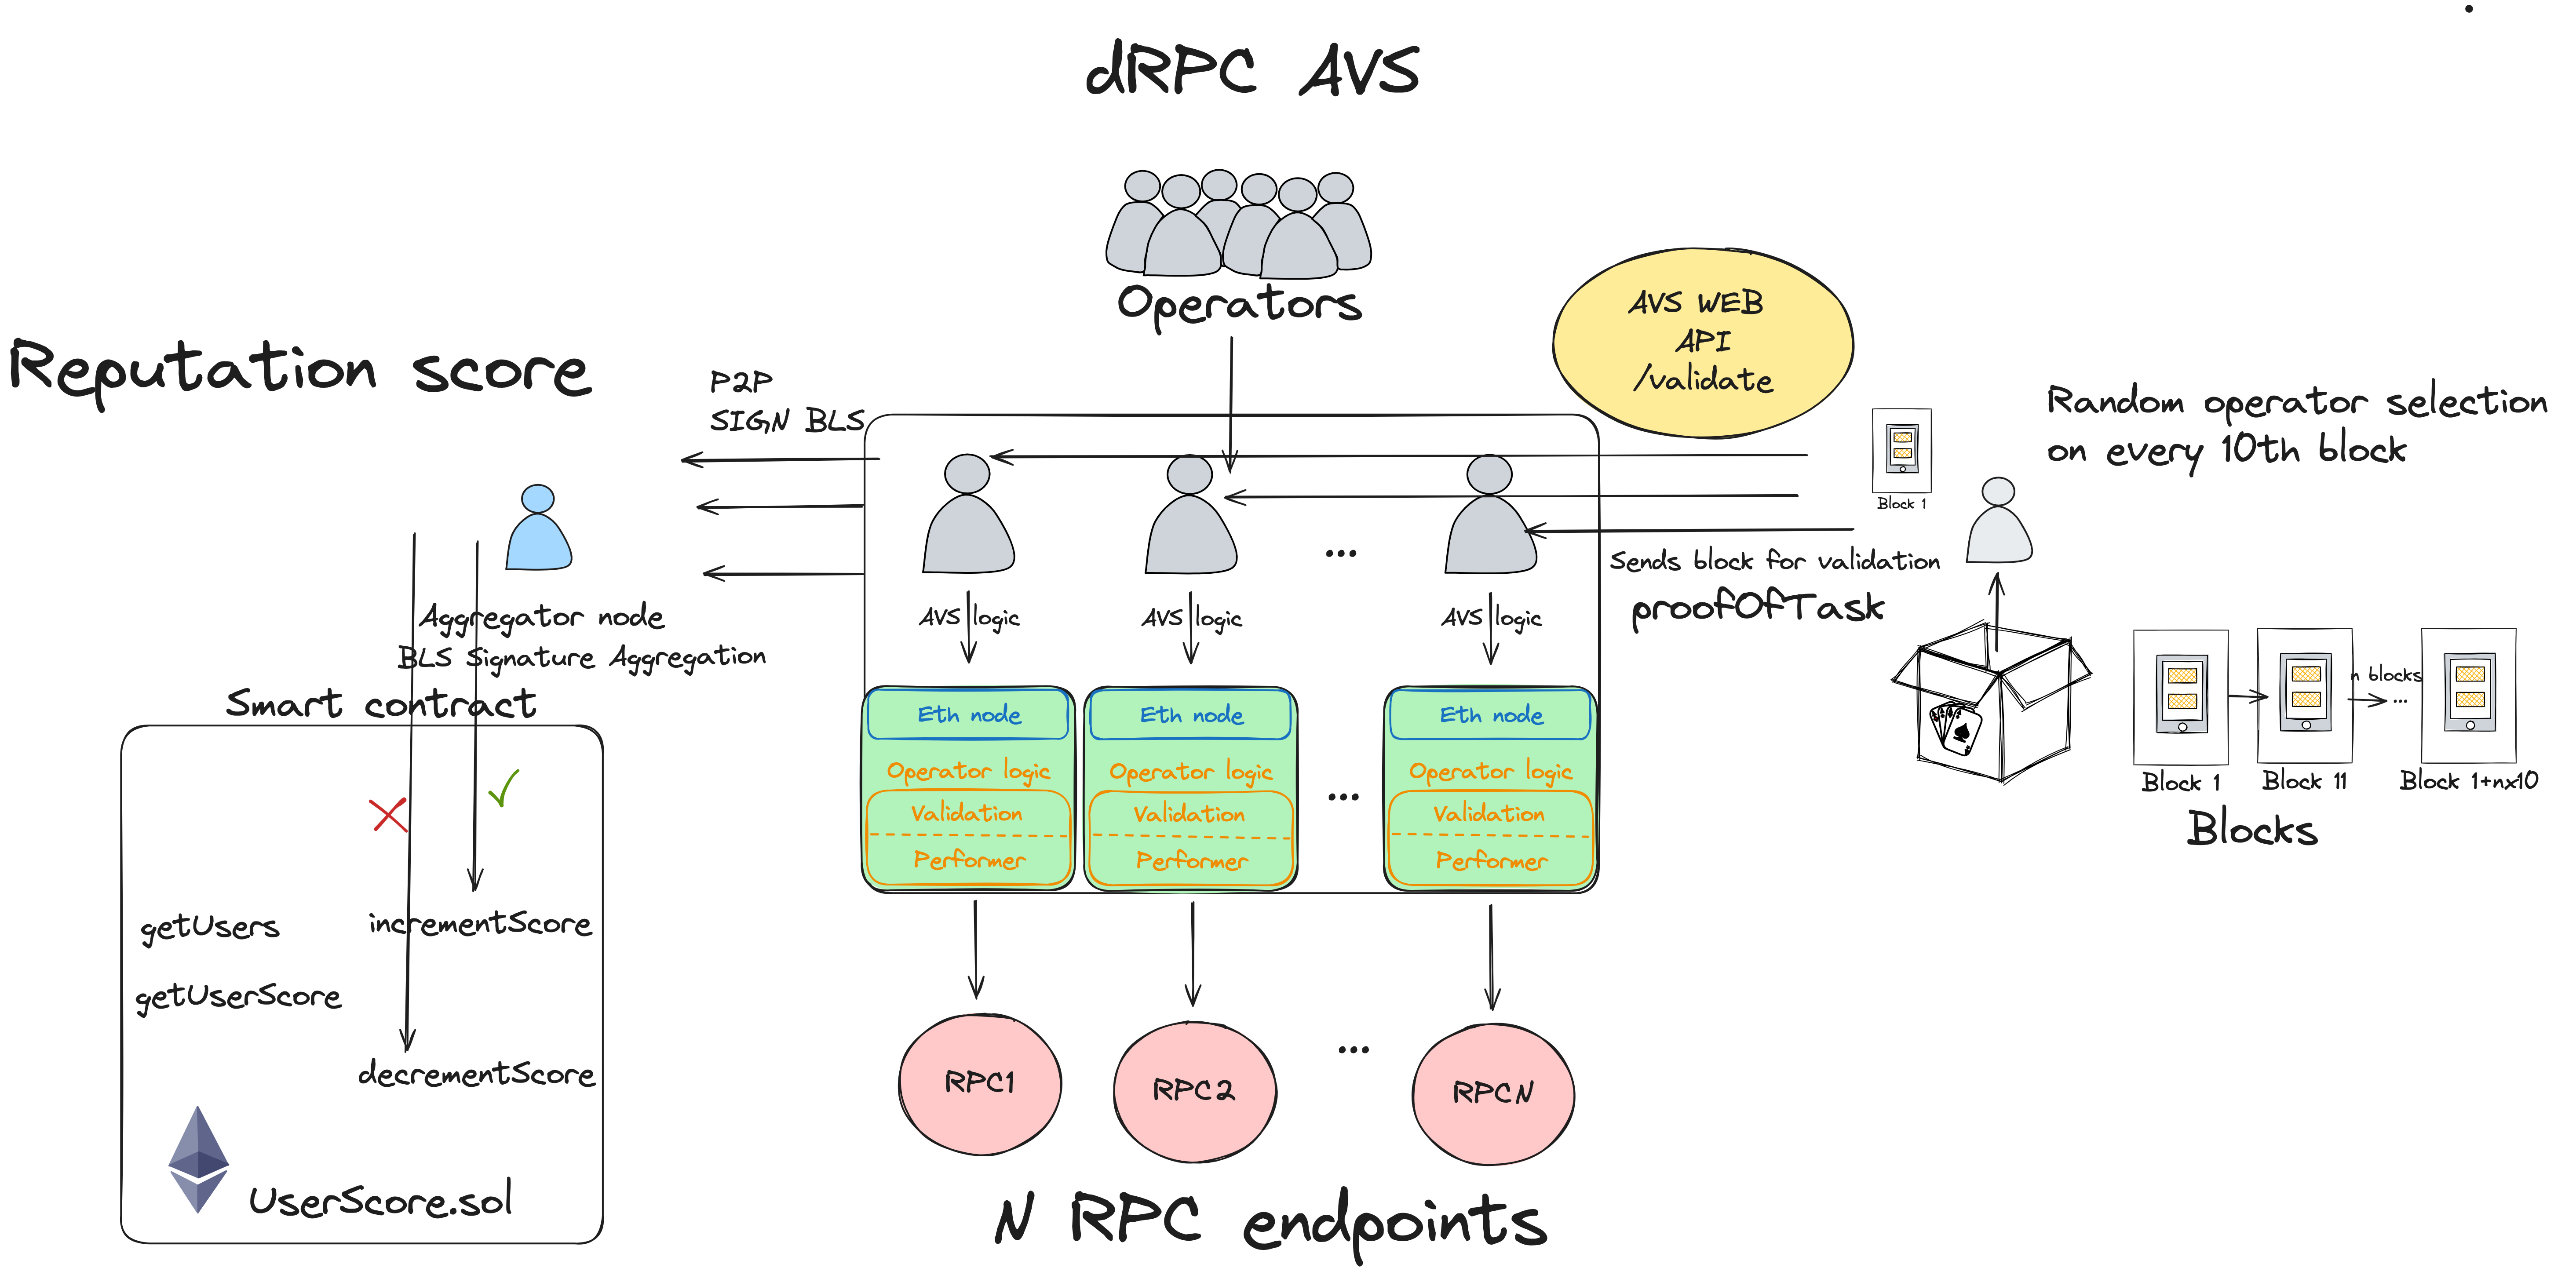 dRPC AVS
Operators
AVS WEB
API
/validate
Reputation score
P2P
SIGN BLS
Random operator selection
on every 10th block
Block 1
Sends block for validation
proofOfTask
Aggregator node
BLS Signature Aggregation
AVS logic
AVS logic
...
AVS logic
Smart contract
getUsers
incrementScore
getUserScore
decrementScore
UserScore.sol
Eth node
Operator logic
Validation
Performer
Eth node
Operator logic
Validation
Performer
...
Eth node
Operator logic
Validation
Performer
n blocks
...
Block 1
Block 11
Block 1+nx10
Blocks
RPC1
RPC2
...
RPCN
N RPC endpoints